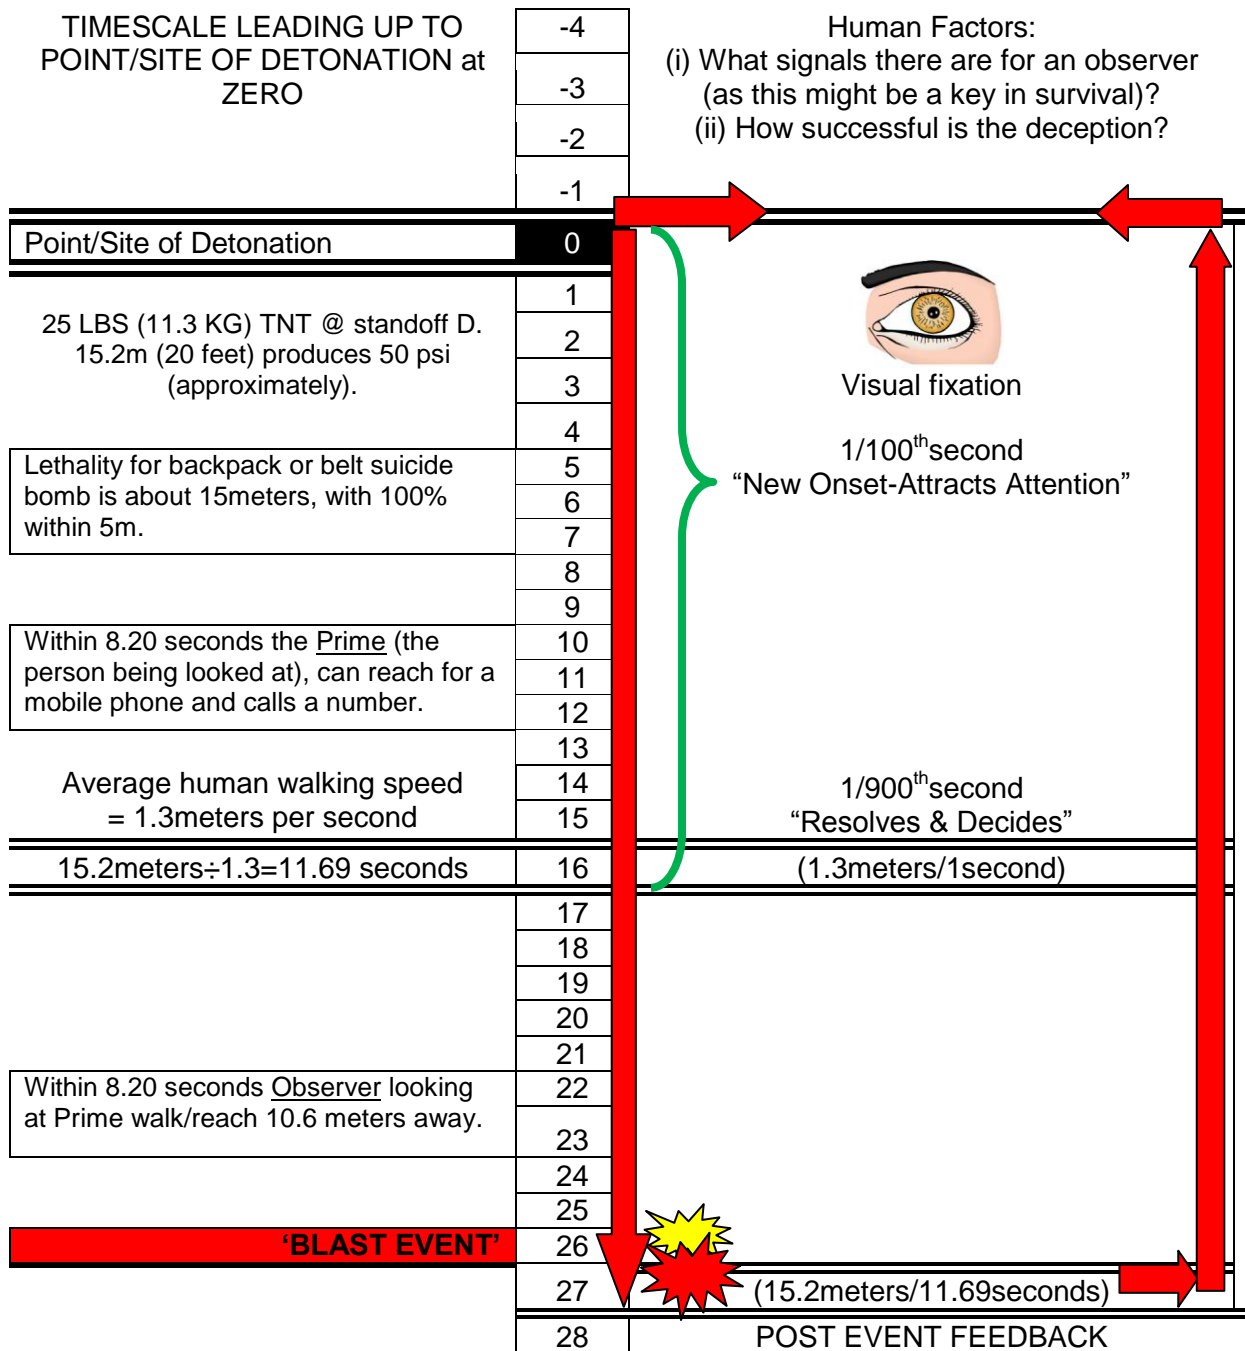 TIMESCALE LEADING UP TO
POINT/SITE OF DETONATION at
ZERO
-4
-3
-2
-1
Human Factors:
(i) What signals there are for an observer
(as this might be a key in survival)?
(ii) How successful is the deception?
Point/Site of Detonation
0
25 LBS (11.3 KG) TNT @ standoff D.
15.2m (20 feet) produces 50 psi
(approximately).
1
2
3
4
Visual fixation
1/100th second
“New Onset-Attracts Attention”
Lethality for backpack or belt suicide
bomb is about 15meters, with 100%
within 5m.
5
6
7
8
9
Within 8.20 seconds the Prime (the
person being looked at), can reach for a
mobile phone and calls a number.
10
11
12
13
Average human walking speed
= 1.3meters per second
14
15
1/900th second
“Resolves & Decides”
15.2meters÷1.3=11.69 seconds
16
(1.3meters/1second)
17
18
19
20
21
Within 8.20 seconds Observer looking
at Prime walk/reach 10.6 meters away.
22
23
24
25
‘BLAST EVENT’
26
27
(15.2meters/11.69seconds)
28
POST EVENT FEEDBACK